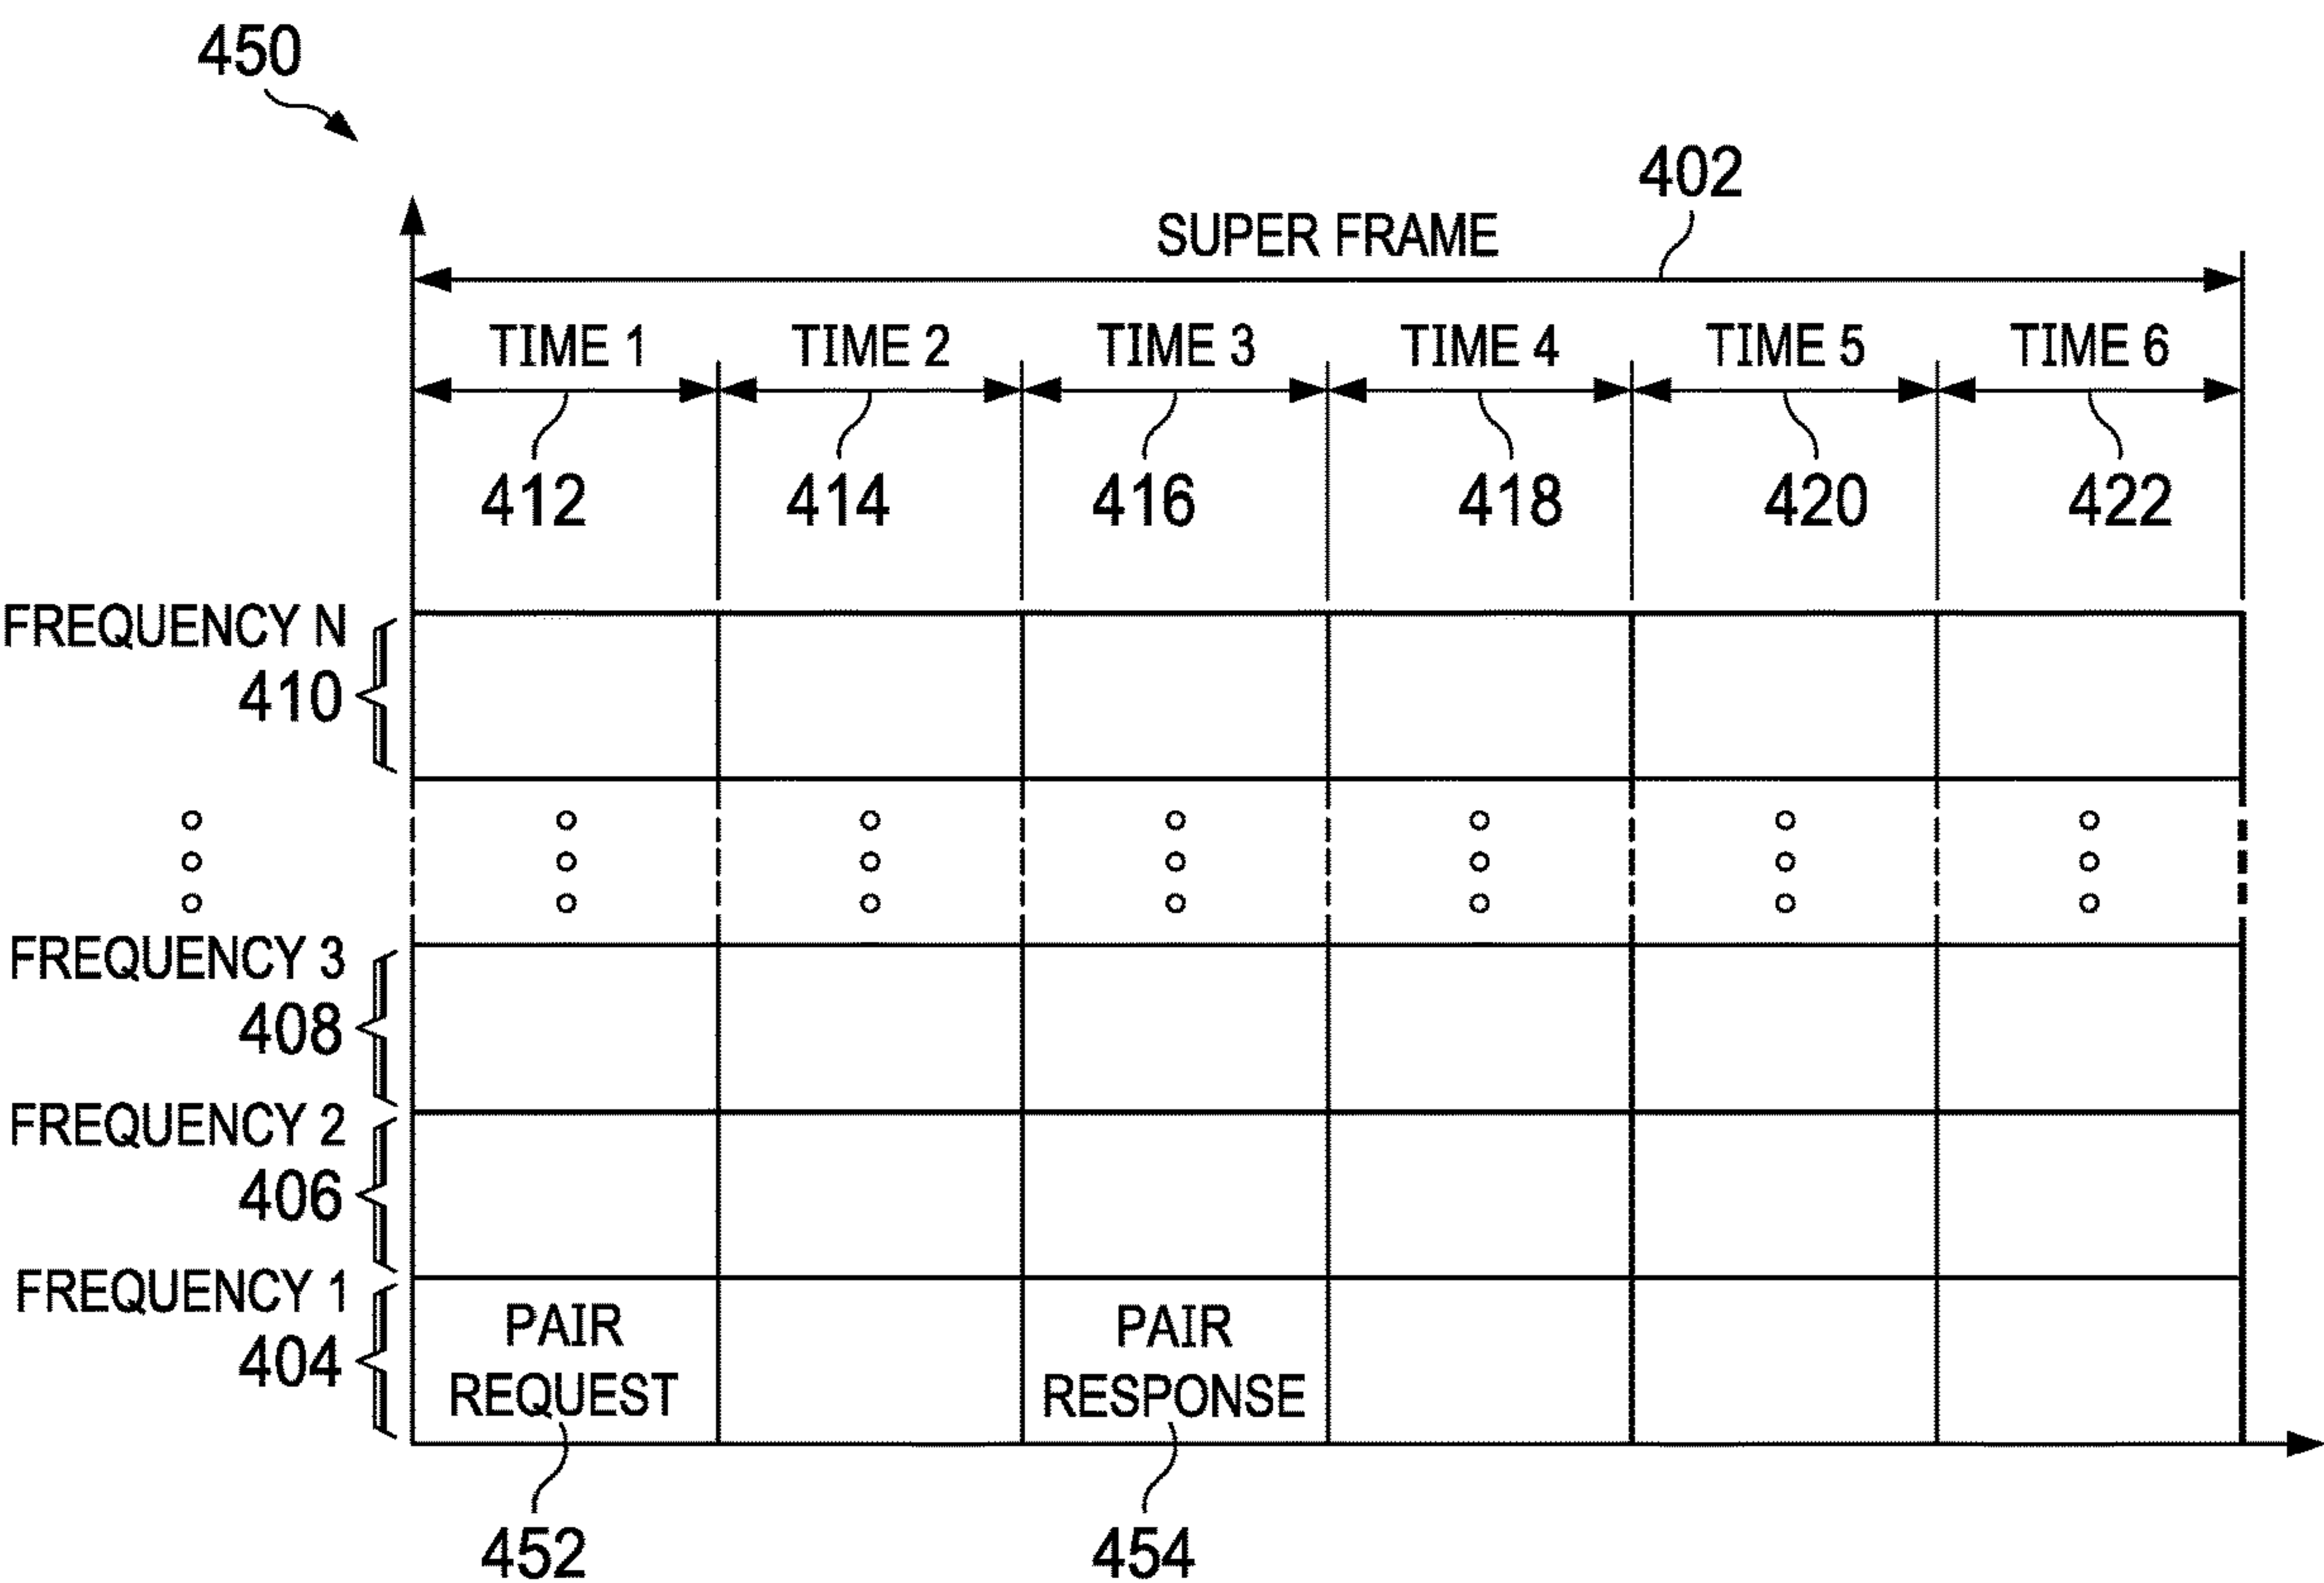 450
402
SUPER FRAME
TIME 1 TIME 2 TIME 3 TIME 4 TIME 5 TIME 6
412 414 416 418 420 422
FREQUENCY N
410
FREQUENCY 3
408
FREQUENCY 2
406
FREQUENCY 1
404
PAIR PAIR
REQUEST RESPONSE
452 454